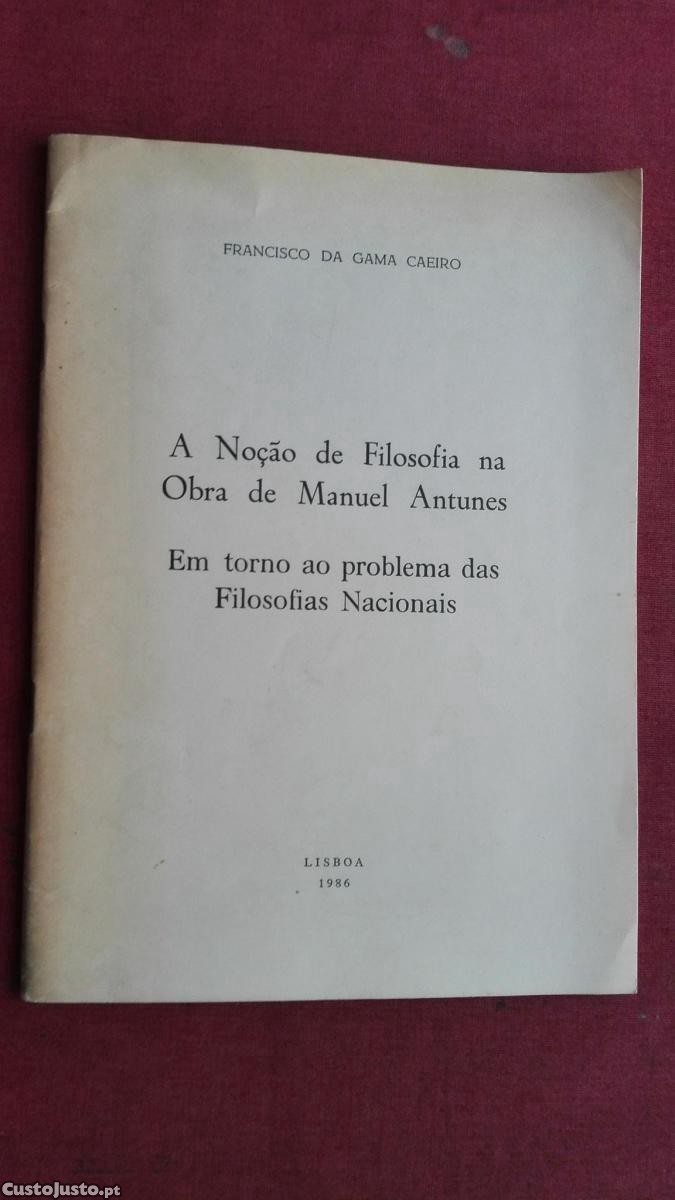 FRANCISCO DA GAMA CAEIRO
A Noção de Filosofia na
Obra de Manuel Antunes
Em torno ao problema das
Filosofias Nacionais
LISBOA
1986
CustoJusto.pt